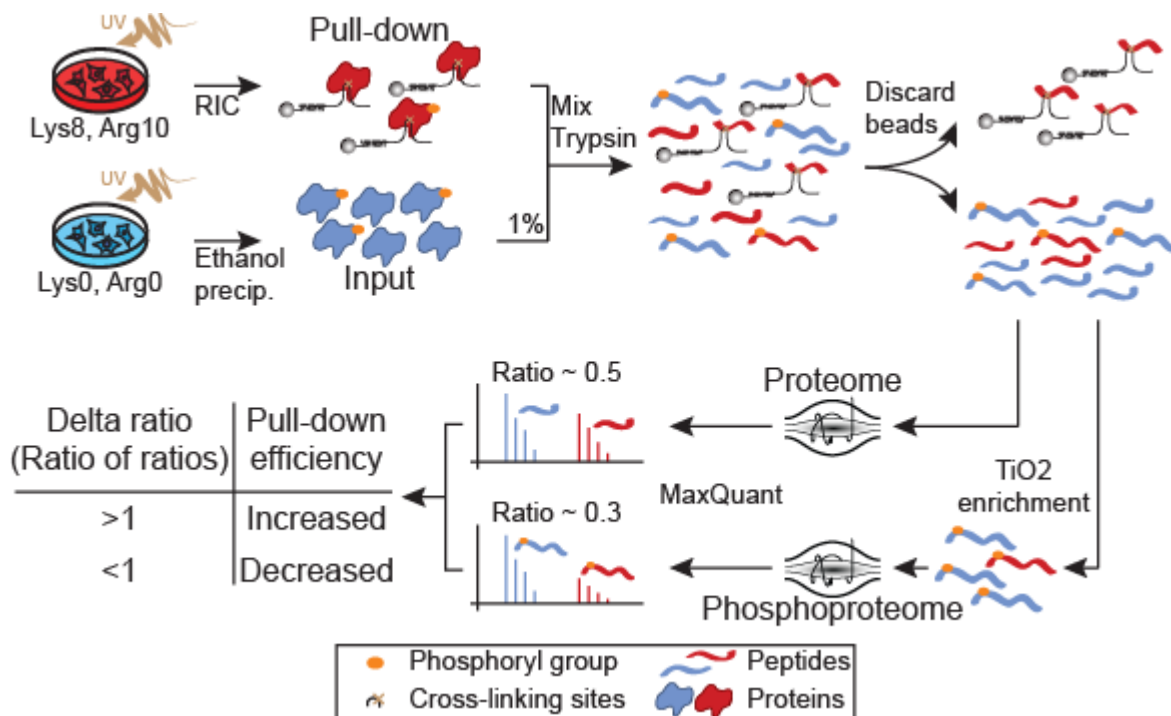 UV
Pull-down
RIC
Lys8, Arg10
Mix
Trypsin
Discard
beads
UV
1%
Lys0, Arg0
Ethanol
precip.
Input
Ratio ~ 0.5
Proteome
Delta ratio
(Ratio of ratios)
Pull-down
efficiency
TiO2
enrichment
MaxQuant
>1
Increased
Ratio ~ 0.3
<1
Decreased
Phosphoproteome
Phosphoryl group
Peptides
Cross-linking sites
Proteins